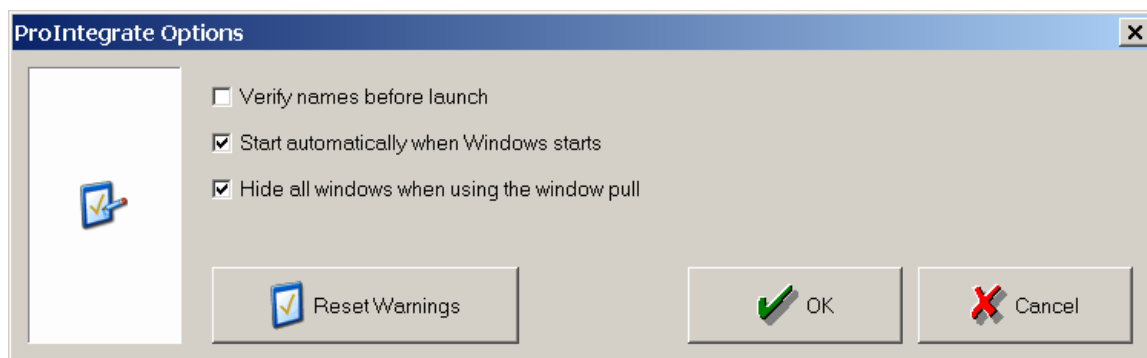 ProIntegrate Options
Verify names before launch
Start automatically when Windows starts
Hide all windows when using the window pull
Reset Warnings
OK
Cancel